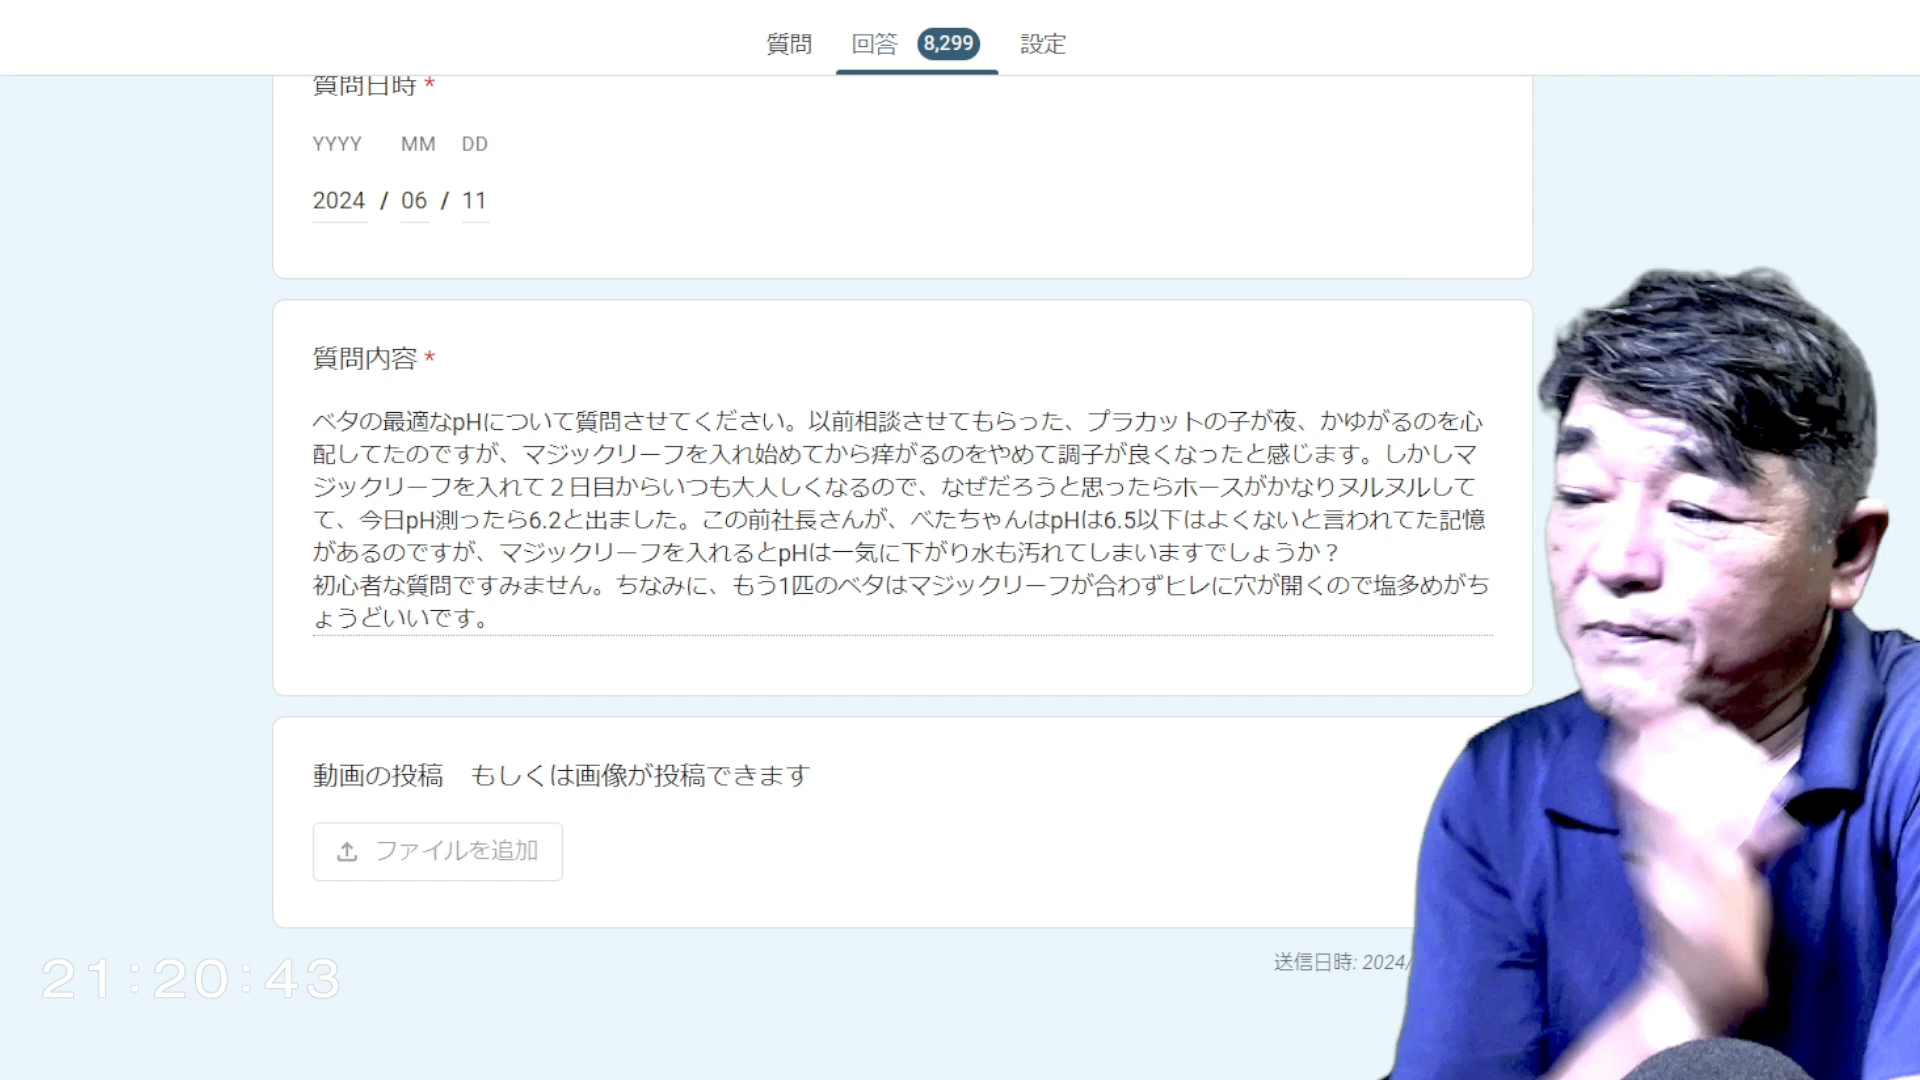 質問 回答 8,299 設定
質問日時 *
YYYY MM DD
2024 / 06 / 11
質問内容 *
ベタの最適なpHについて質問させてください。以前相談させてもらった、プラカットの子が夜、かゆがるのを心
配してたのですが、マジックリーフを入れ始めてから痒がるのをやめて調子が良くなったと感じます。しかしマ
ジックリーフを入れて２日目からいつも大人しくなるので、なぜだろうと思ったらホースがかなりヌルヌルして
て、今日pH測ったら6.2と出ました。この前社長さんが、べたちゃんはpHは6.5以下はよくないと言われてた記憶
があるのですが、マジックリーフを入れるとpHは一気に下がり水も汚れてしまいますでしょうか？
初心者な質問ですみません。ちなみに、もう1匹のベタはマジックリーフが合わずヒレに穴が開くので塩多めがち
ょうどいいです。
動画の投稿　もしくは画像が投稿できます
ファイルを追加
送信日時: 2024/
21:20:43